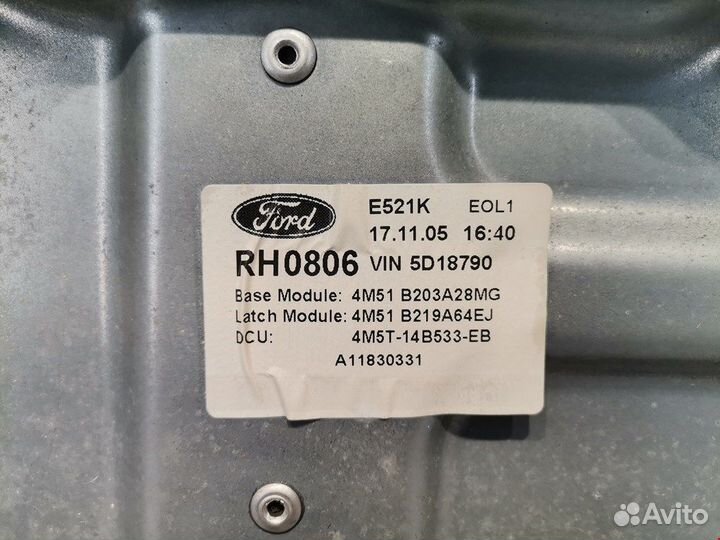 Ford E521K EOL1
17.11.05 16:40
RH0806 VIN 5D18790
Base Module: 4M51 B203A28MG
Latch Module: 4M51 B219A64EJ
DCU: 4M5T-14B533-EB
A11830331
Avito